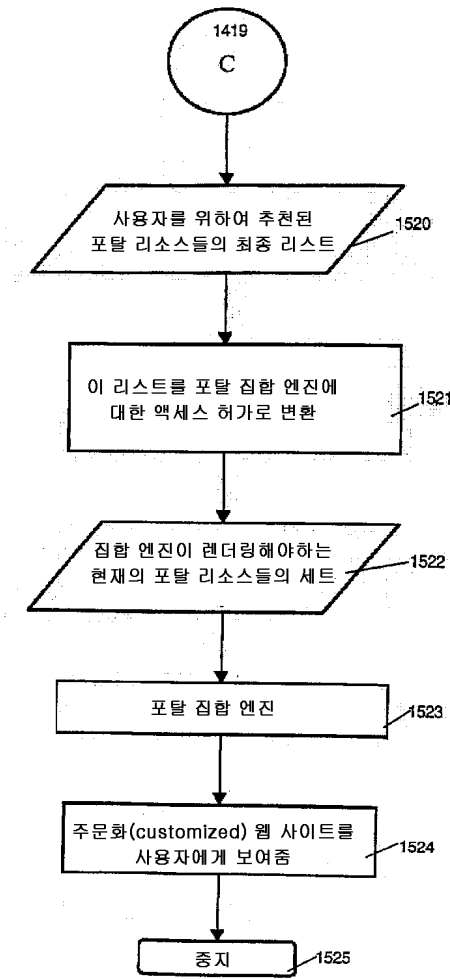 1419
C
사용자를 위하여 추천된
포탈 리소스들의 최종 리스트
1520
이 리스트를 포탈 집합 엔진에
대한 액세스 허가로 변환
1521
집합 엔진이 렌더링해야하는
현재의 포탈 리소스들의 세트
1522
포탈 집합 엔진
1523
주문화(customized) 웹 사이트를
사용자에게 보여줌
1524
중지
1525